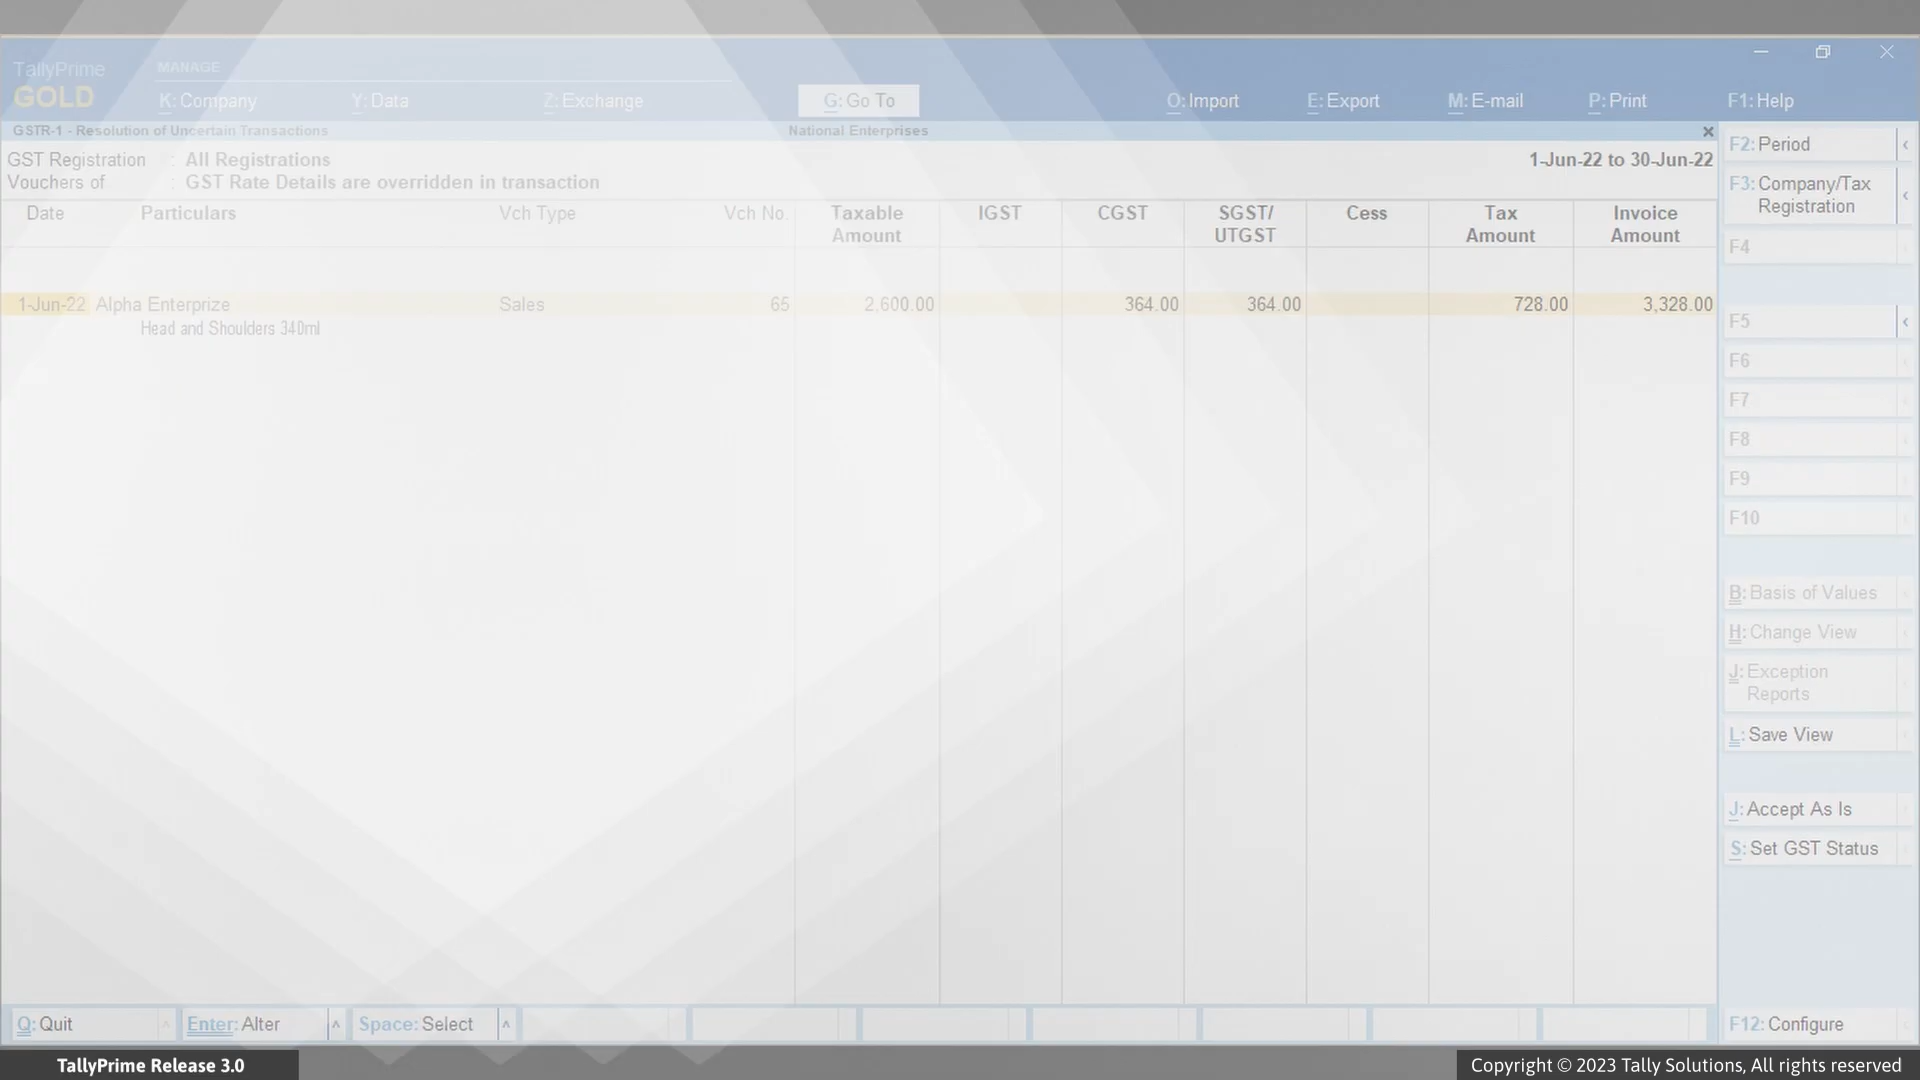 TallyPrime
GOLD
MANAGE
K: Company
Y: Data
Z: Exchange
G: Go To
O: Import
E: Export
M: E-mail
P: Print
F1: Help
GSTR-1 - Resolution of Uncertain Transactions
National Enterprises
GST Registration : All Registrations
1-Jun-22 to 30-Jun-22
Vouchers of : GST Rate Details are overridden in transaction
Date Particulars Vch Type Vch No. Taxable IGST CGST SGST/ Cess Tax Invoice
Amount UTGST Amount Amount
1-Jun-22 Alpha Enterprize Sales 65 2,600.00 364.00 364.00 728.00 3,328.00
Head and Shoulders 340ml
F2: Period
F3: Company/Tax
Registration
F4
F5
F6
F7
F8
F9
F10
B: Basis of Values
H: Change View
J: Exception
Reports
L: Save View
J: Accept As Is
S: Set GST Status
F12: Configure
Q: Quit
Enter: Alter
Space: Select
TallyPrime Release 3.0
Copyright © 2023 Tally Solutions, All rights reserved